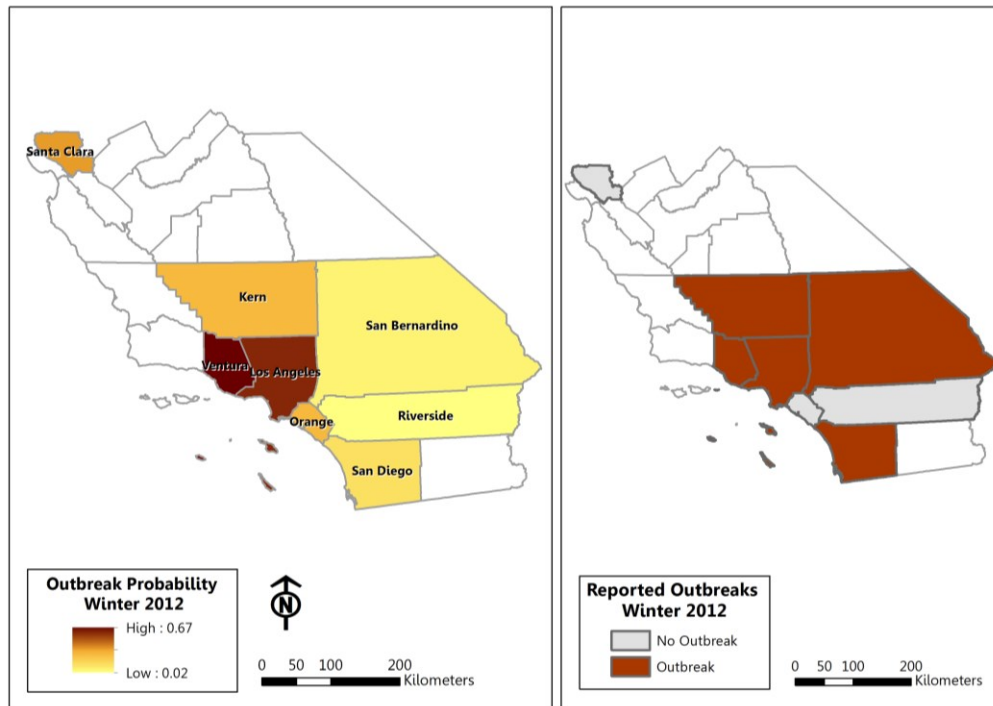 Santa Clara
Kern
San Bernardino
Ventura
Los Angeles
Orange
Riverside
San Diego
Outbreak Probability
Winter 2012
High : 0.67
Low : 0.02
N
0 50 100 200
Kilometers
Reported Outbreaks
Winter 2012
No Outbreak
Outbreak
0 50 100 200
Kilometers